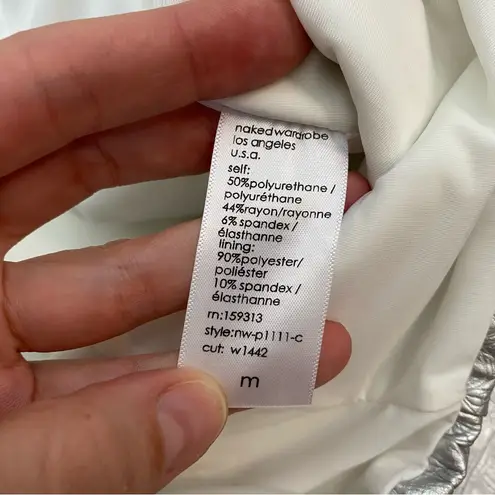 nakedwardrobe
los angeles
u.s.a.
self:
50%polyurethane /
polyuréthane
44%rayon/rayonne
6% spandex /
élasthanne
lining:
90%polyester/
poliéster
10% spandex /
élasthanne
rn:159313
style:nw-p1111-c
cut: w1442
m